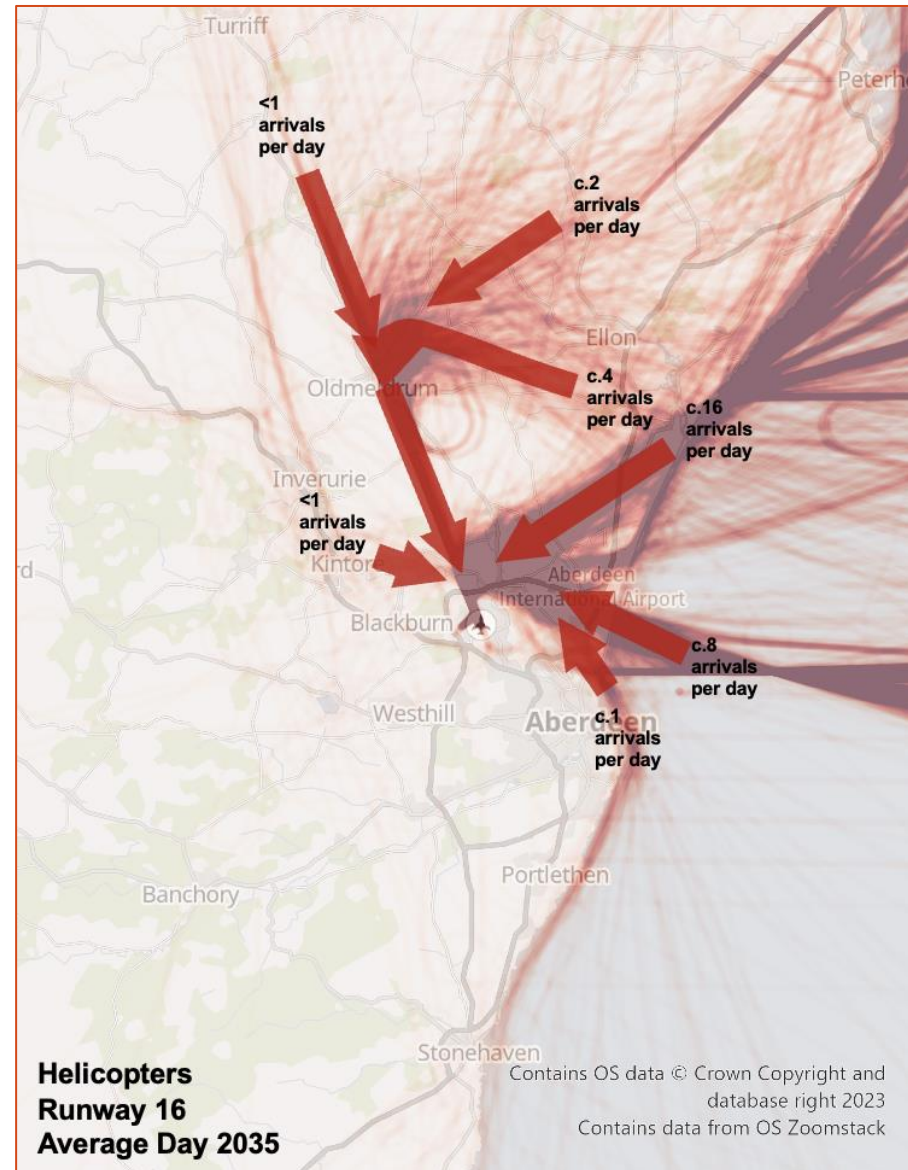 Turriff
Peterh
<1
arrivals
per day
c.2
arrivals
per day
Ellon
c.4
arrivals
per day
Oldmeldrum
c.16
arrivals
per day
Inverurie
<1
arrivals
per day
Kintore
rd
Aberdeen
International Airport
Blackburn
c.8
arrivals
per day
Westhill
Aberdeen
c.1
arrivals
per day
Portlethen
Banchory
Stonehaven
Helicopters
Runway 16
Average Day 2035
Contains OS data © Crown Copyright and
database right 2023
Contains data from OS Zoomstack